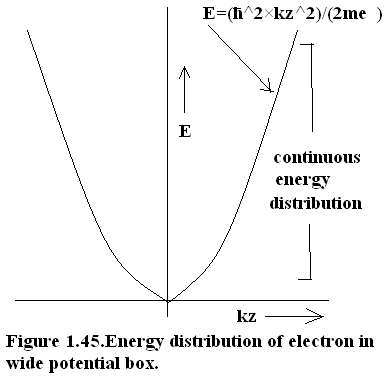 E=(ħ^2×kz^2)/(2me )
E
continuous
energy
distribution
kz
Figure 1.45.Energy distribution of electron in
wide potential box.